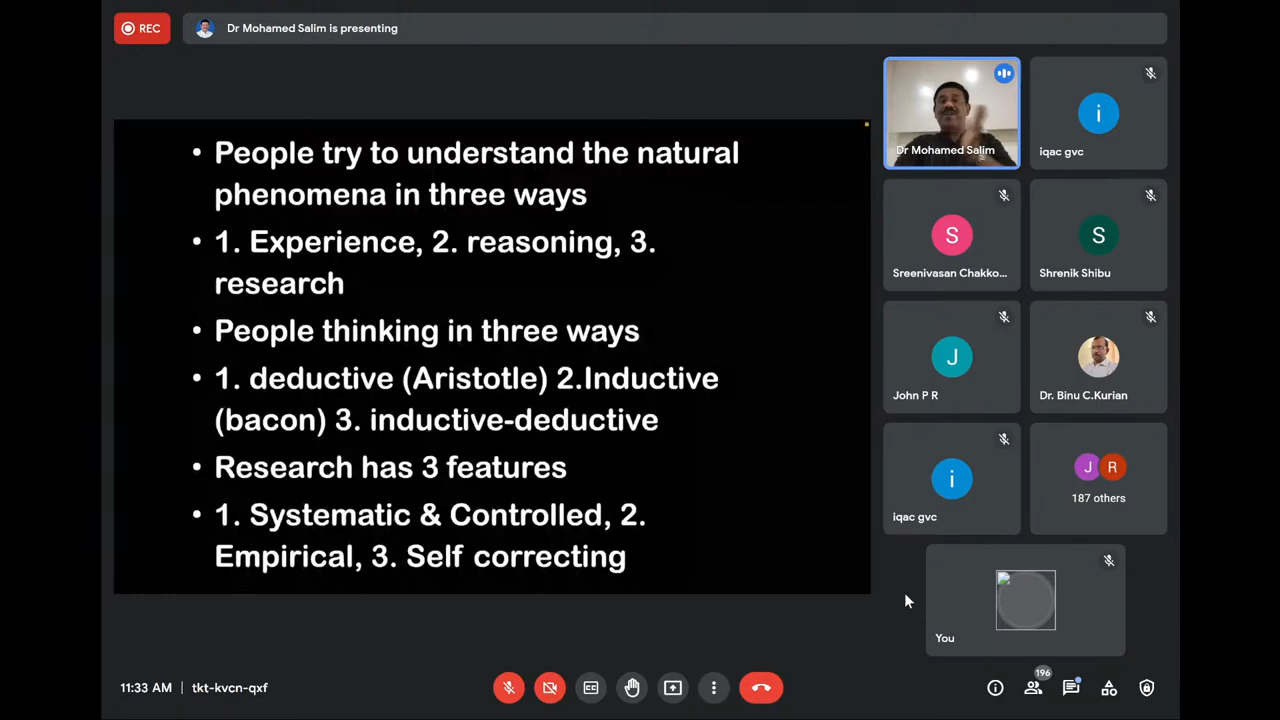 REC
Dr Mohamed Salim is presenting
• People try to understand the natural
phenomena in three ways
• 1. Experience, 2. reasoning, 3.
research
• People thinking in three ways
• 1. deductive (Aristotle) 2.Inductive
(bacon) 3. inductive-deductive
• Research has 3 features
• 1. Systematic & Controlled, 2.
Empirical, 3. Self correcting
Dr Mohamed Salim
i
iqac gvc
S
Sreenivasan Chakko...
S
Shrenik Shibu
J
John P R
Dr. Binu C.Kurian
i
iqac gvc
J R
187 others
You
11:33 AM | tkt-kvcn-qxf
CC
196